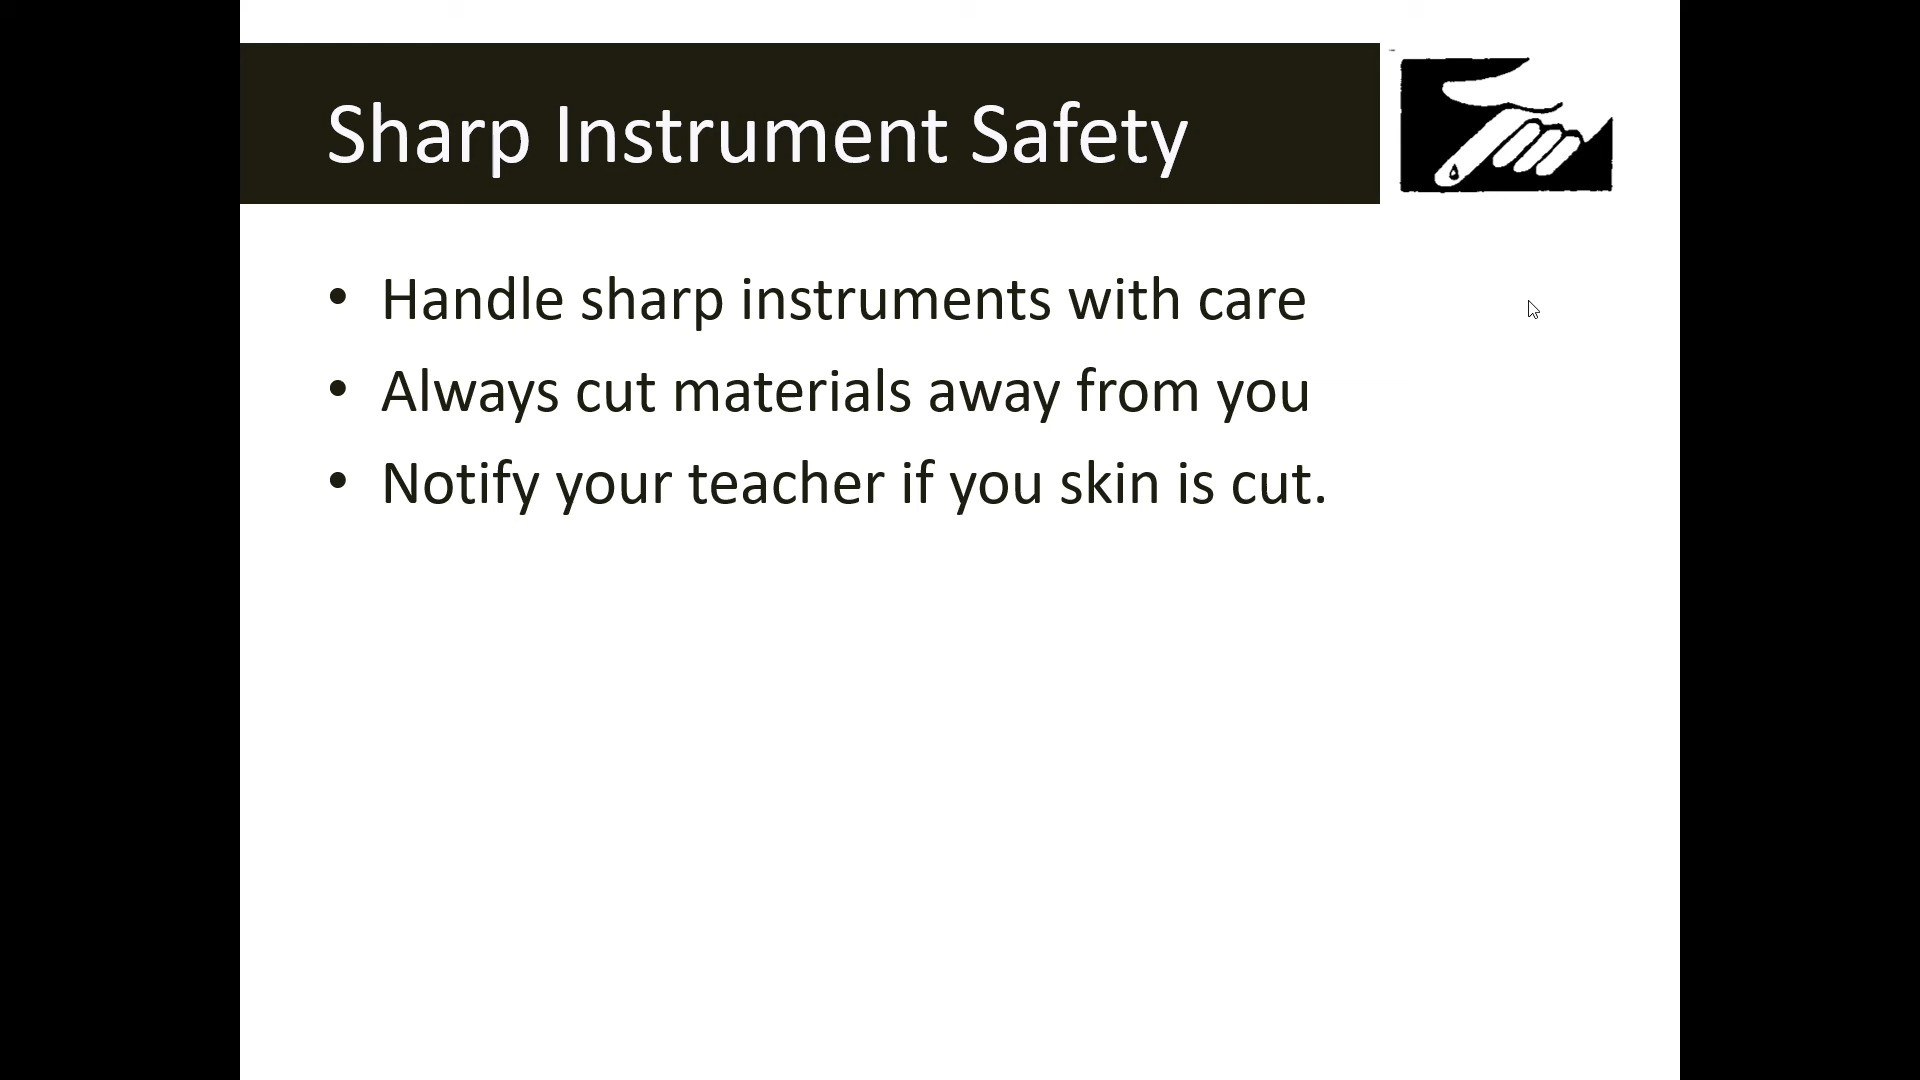 Sharp Instrument Safety
• Handle sharp instruments with care
• Always cut materials away from you
• Notify your teacher if you skin is cut.